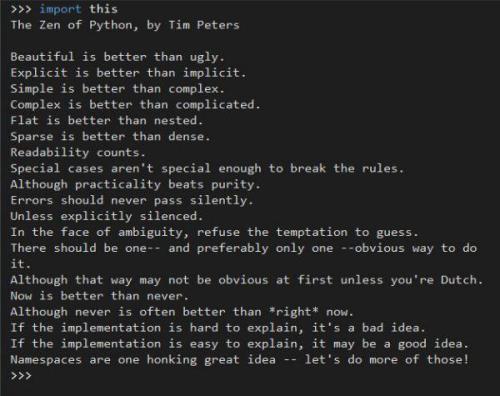 >>> import this
The Zen of Python, by Tim Peters
Beautiful is better than ugly.
Explicit is better than implicit.
Simple is better than complex.
Complex is better than complicated.
Flat is better than nested.
Sparse is better than dense.
Readability counts.
Special cases aren't special enough to break the rules.
Although practicality beats purity.
Errors should never pass silently.
Unless explicitly silenced.
In the face of ambiguity, refuse the temptation to guess.
There should be one-- and preferably only one --obvious way to do
it.
Although that way may not be obvious at first unless you're Dutch.
Now is better than never.
Although never is often better than *right* now.
If the implementation is hard to explain, it's a bad idea.
If the implementation is easy to explain, it may be a good idea.
Namespaces are one honking great idea -- let's do more of those!
>>>